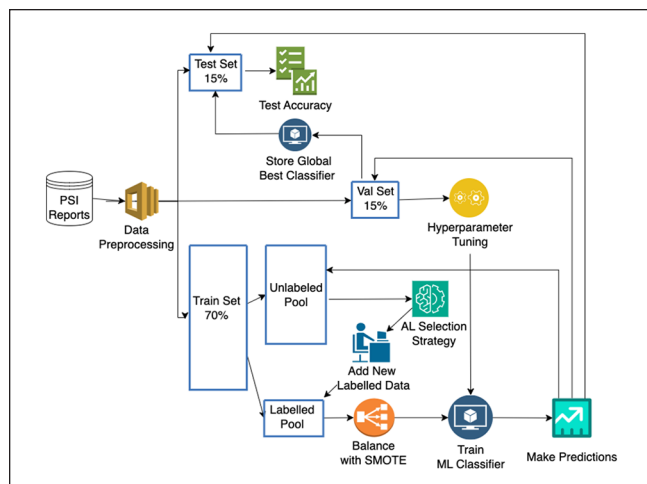 Test Set
15%
Test Accuracy
Store Global
Best Classifier
PSI
Reports
Data
Preprocessing
Val Set
15%
Hyperparameter
Tuning
Train Set
70%
Unlabeled
Pool
AL Selection
Strategy
Add New
Labelled Data
Labelled
Pool
Balance
with SMOTE
Train
ML Classifier
Make Predictions